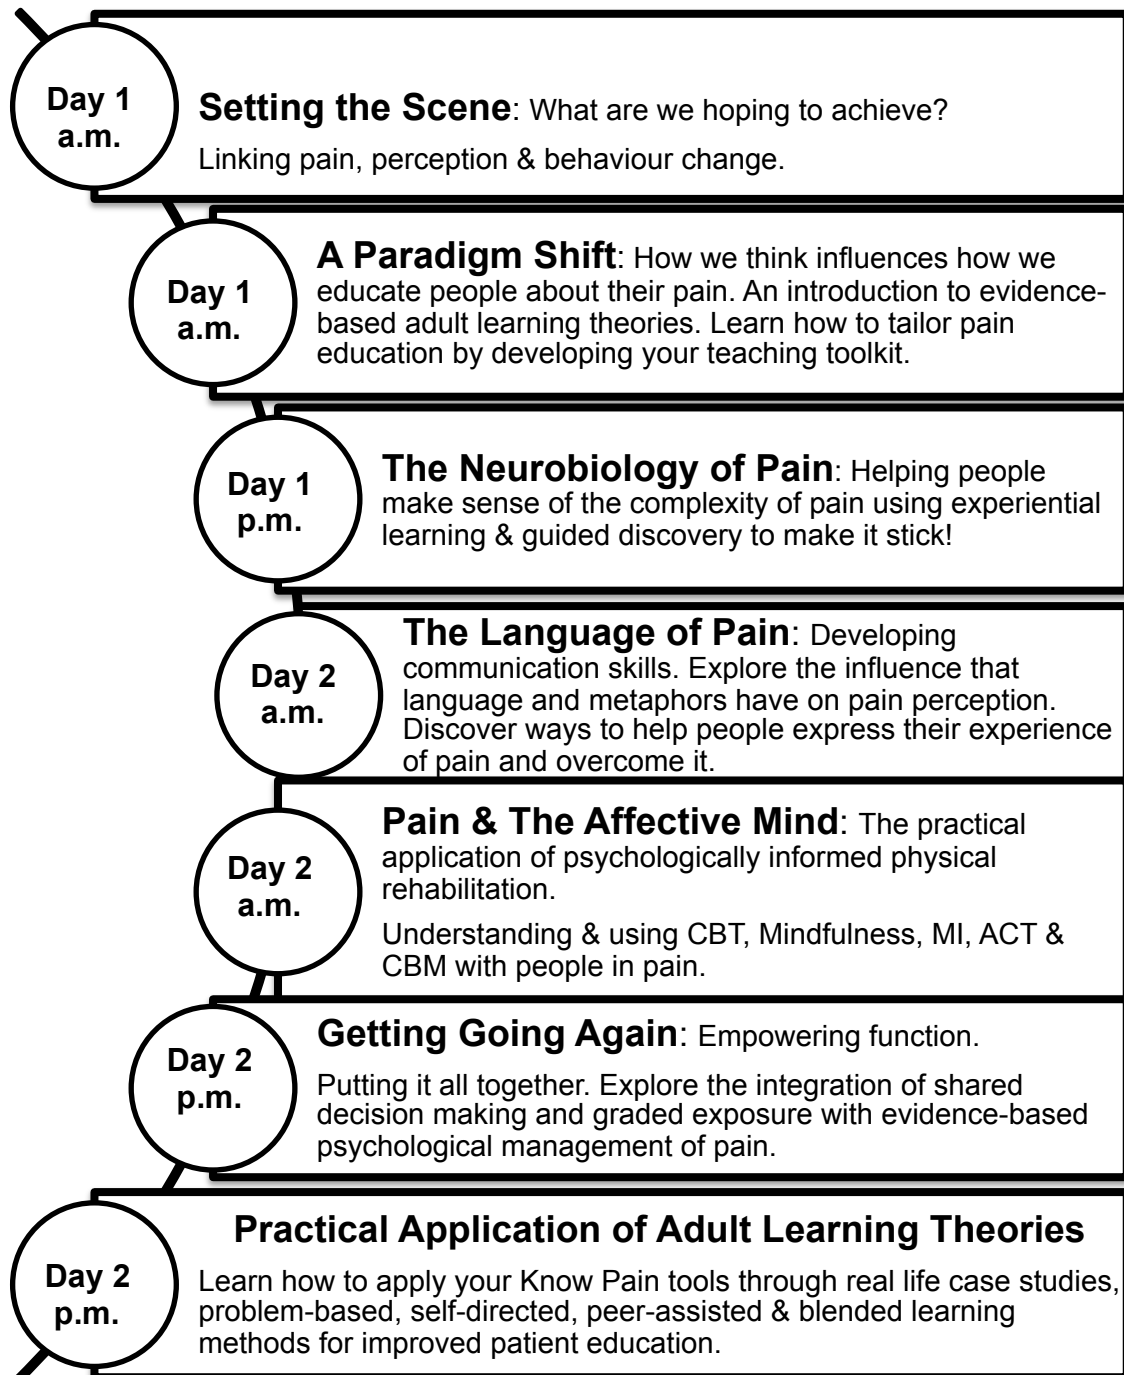 Day 1
a.m.
Setting the Scene: What are we hoping to achieve?
Linking pain, perception & behaviour change.
Day 1
a.m.
A Paradigm Shift: How we think influences how we
educate people about their pain. An introduction to evidence-
based adult learning theories. Learn how to tailor pain
education by developing your teaching toolkit.
Day 1
p.m.
The Neurobiology of Pain: Helping people
make sense of the complexity of pain using experiential
learning & guided discovery to make it stick!
Day 2
a.m.
The Language of Pain: Developing
communication skills. Explore the influence that
language and metaphors have on pain perception.
Discover ways to help people express their experience
of pain and overcome it.
Day 2
a.m.
Pain & The Affective Mind: The practical
application of psychologically informed physical
rehabilitation.
Understanding & using CBT, Mindfulness, MI, ACT &
CBM with people in pain.
Day 2
p.m.
Getting Going Again: Empowering function.
Putting it all together. Explore the integration of shared
decision making and graded exposure with evidence-based
psychological management of pain.
Day 2
p.m.
Practical Application of Adult Learning Theories
Learn how to apply your Know Pain tools through real life case studies,
problem-based, self-directed, peer-assisted & blended learning
methods for improved patient education.